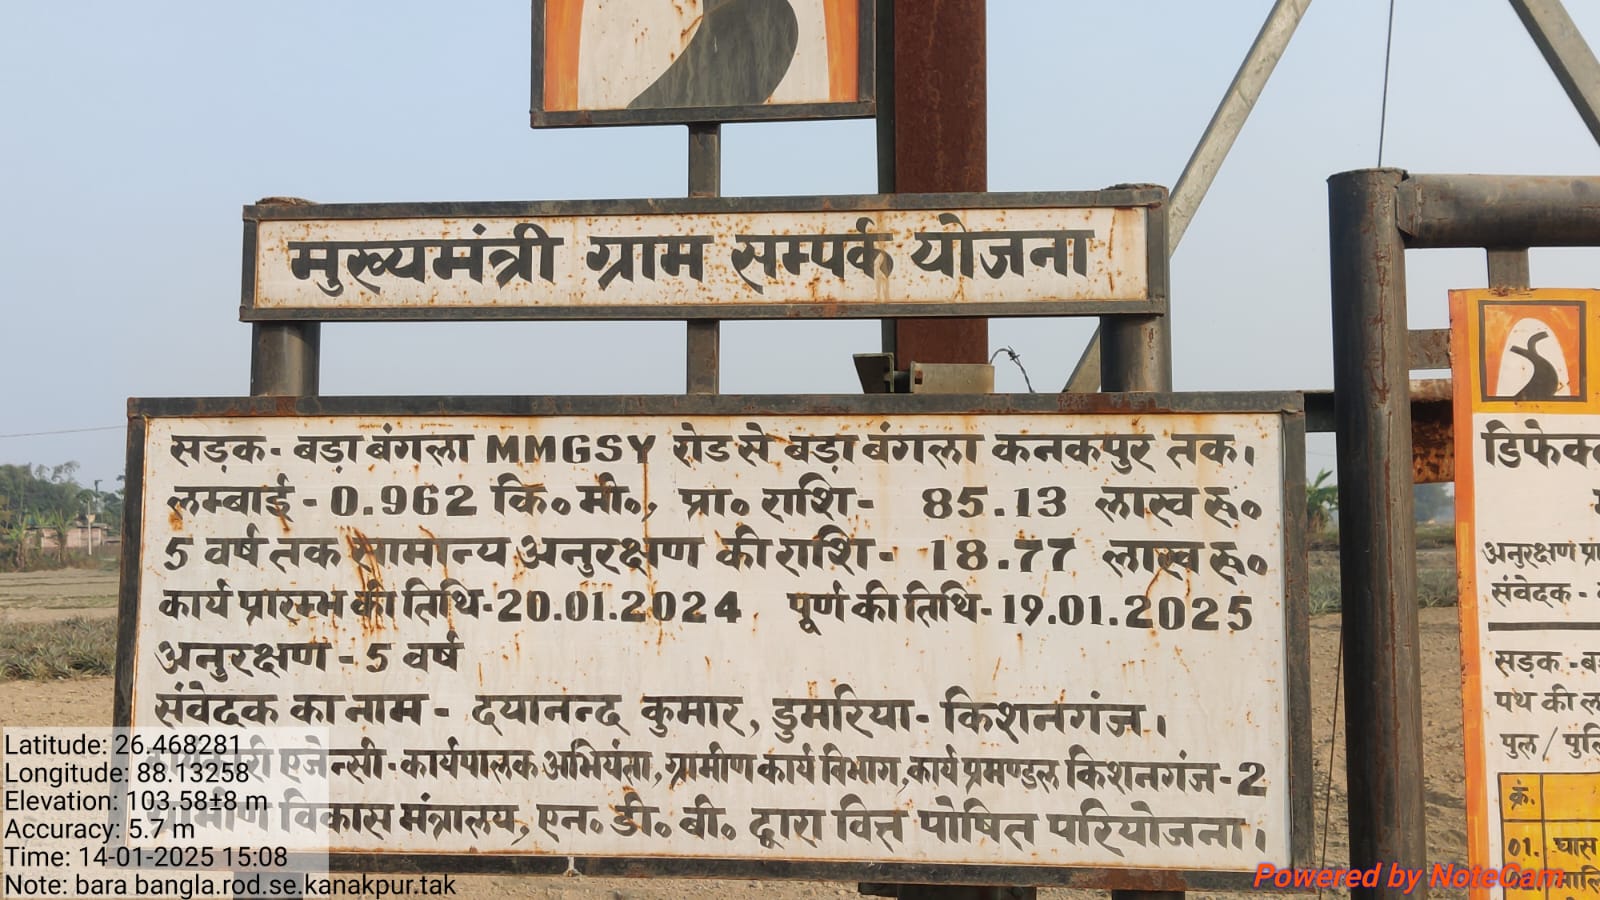 मुख्यमंत्री ग्राम सम्पर्क योजना
सड़क - बड़ा बंगला MMGSY रोड से बड़ा बंगला कनकपुर तक।
लम्बाई - 0.962 कि॰ मी॰, प्रा॰ राशि - 85.13 लाख रू॰
5 वर्ष तक सामान्य अनुरक्षण की राशि - 18.77 लाख रू॰
कार्य प्रारम्भ की तिथि - 20.01.2024 पूर्ण की तिथि - 19.01.2025
अनुरक्षण - 5 वर्ष
संवेदक का नाम - दयानन्द कुमार, डुमरिया - किशनगंज।
एजेन्सी - कार्यपालक अभियंता, ग्रामीण कार्य विभाग, कार्य प्रमण्डल किशनगंज - 2
ग्रामीण विकास मंत्रालय, एन॰ डी॰ बी॰ द्वारा वित्त पोषित परियोजना।
अनुरक्षण
संवेदक -
सड़क -
पथ की
पुल /
क्रं.
01. घास
Latitude: 26.468281
Longitude: 88.13258
Elevation: 103.58±8 m
Accuracy: 5.7 m
Time: 14-01-2025 15:08
Note: bara bangla.rod.se.kanakpur.tak
Powered by NoteCam